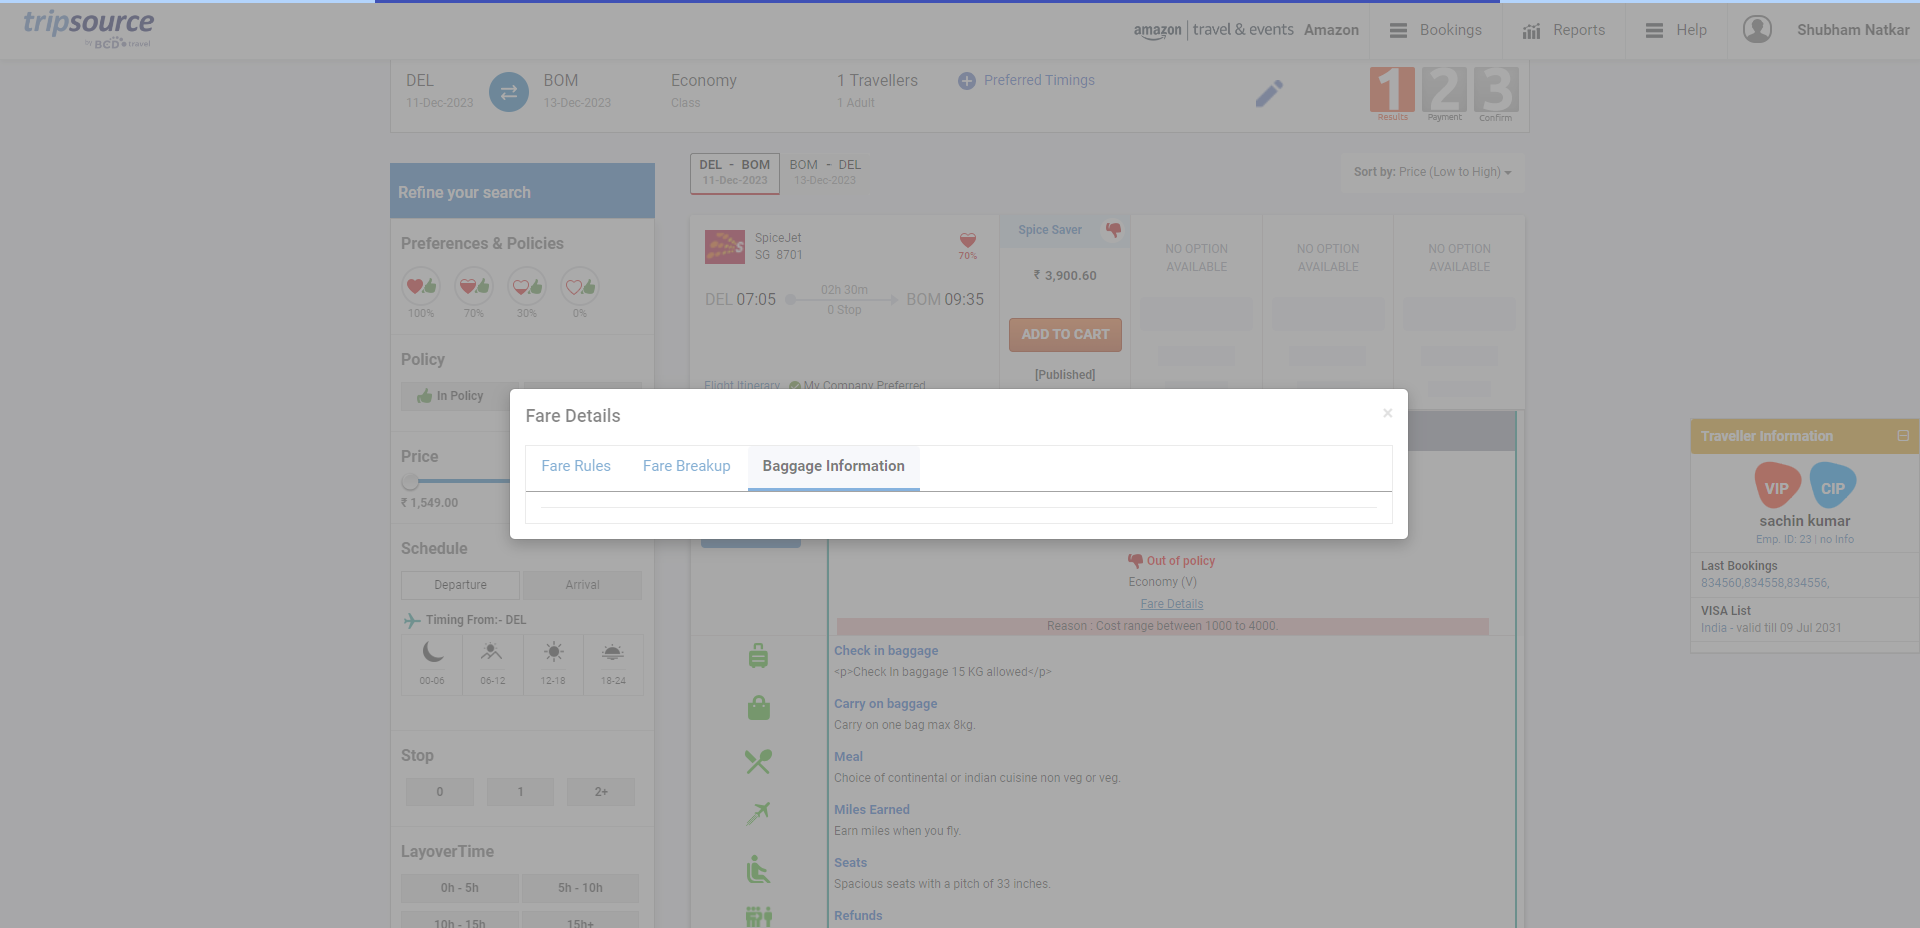 tripsource
by BCD travel
amazon | travel & events Amazon
Bookings
Reports
Help
Shubham Natkar
DEL
11-Dec-2023
BOM
13-Dec-2023
Economy
Class
1 Travellers
1 Adult
Preferred Timings
1 2 3
Results Payment Confirm
Refine your search
Preferences & Policies
100% 70% 30% 0%
Policy
In Policy
Price
₹ 1,549.00
Schedule
Departure Arrival
Timing From:- DEL
00-06 06-12 12-18 18-24
Stop
0 1 2+
LayoverTime
0h - 5h 5h - 10h
10h - 15h 15h+
DEL - BOM
11-Dec-2023
BOM - DEL
13-Dec-2023
Sort by: Price (Low to High)
SpiceJet
SG 8701
70%
DEL 07:05
02h 30m
0 Stop
BOM 09:35
Flight Itinerary My Company Preferred
Spice Saver
₹ 3,900.60
ADD TO CART
[Published]
NO OPTION
AVAILABLE
NO OPTION
AVAILABLE
NO OPTION
AVAILABLE
Fare Details ×
Fare Rules Fare Breakup Baggage Information
Out of policy
Economy (V)
Fare Details
Reason : Cost range between 1000 to 4000.
Check in baggage
<p>Check In baggage 15 KG allowed</p>
Carry on baggage
Carry on one bag max 8kg.
Meal
Choice of continental or indian cuisine non veg or veg.
Miles Earned
Earn miles when you fly.
Seats
Spacious seats with a pitch of 33 inches.
Refunds
Traveller Information
VIP CIP
sachin kumar
Emp. ID: 23 | no Info
Last Bookings
834560,834558,834556,
VISA List
India - valid till 09 Jul 2031